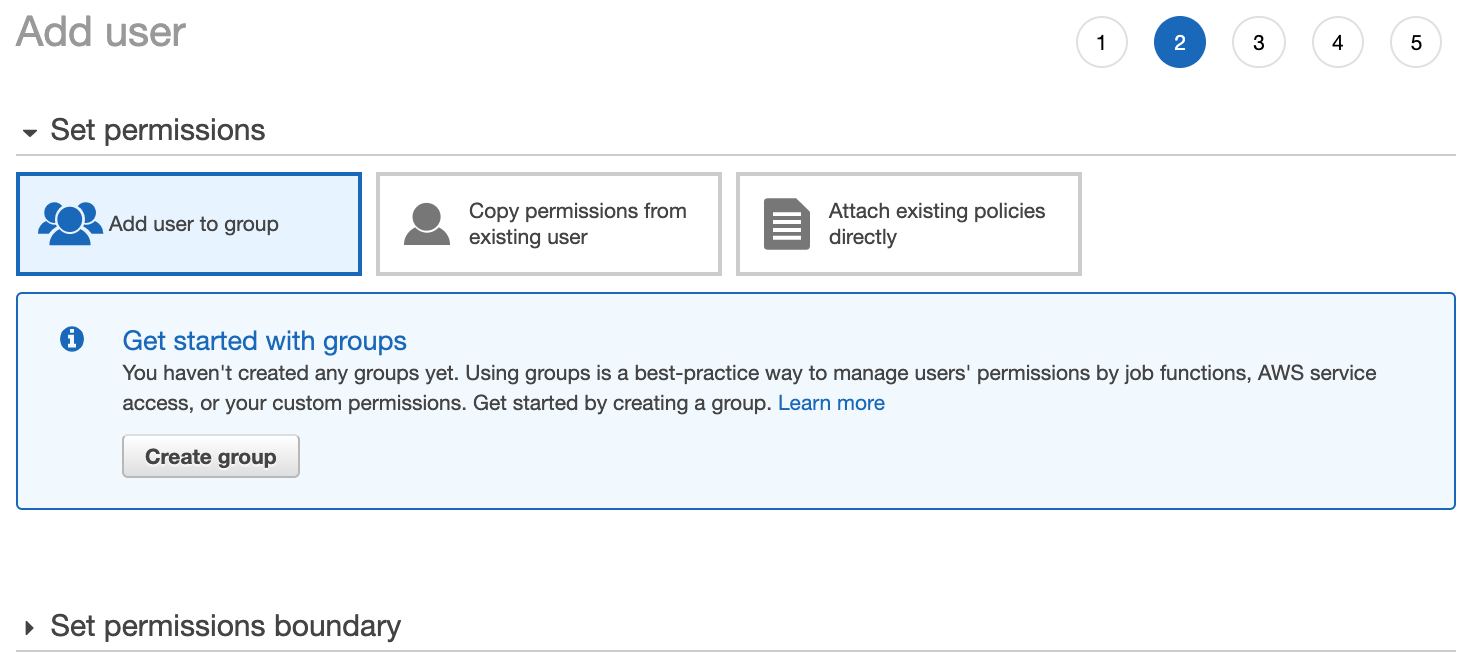 Add user
1 2 3 4 5
Set permissions
Add user to group
Copy permissions from
existing user
Attach existing policies
directly
Get started with groups
You haven't created any groups yet. Using groups is a best-practice way to manage users' permissions by job functions, AWS service
access, or your custom permissions. Get started by creating a group. Learn more
Create group
Set permissions boundary